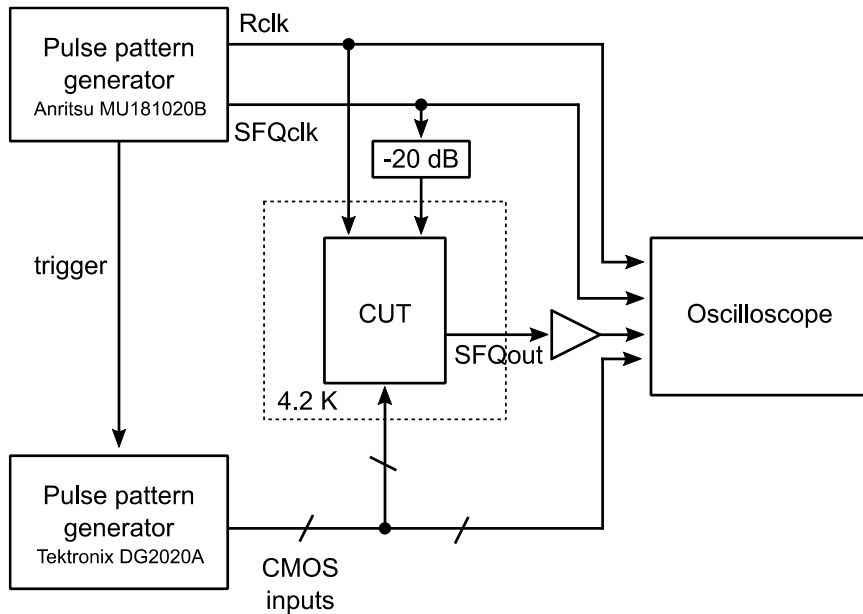 Rclk
Pulse pattern
generator
Anritsu MU181020B
SFQclk
-20 dB
trigger
CUT
SFQout
Oscilloscope
4.2 K
Pulse pattern
generator
Tektronix DG2020A
CMOS
inputs